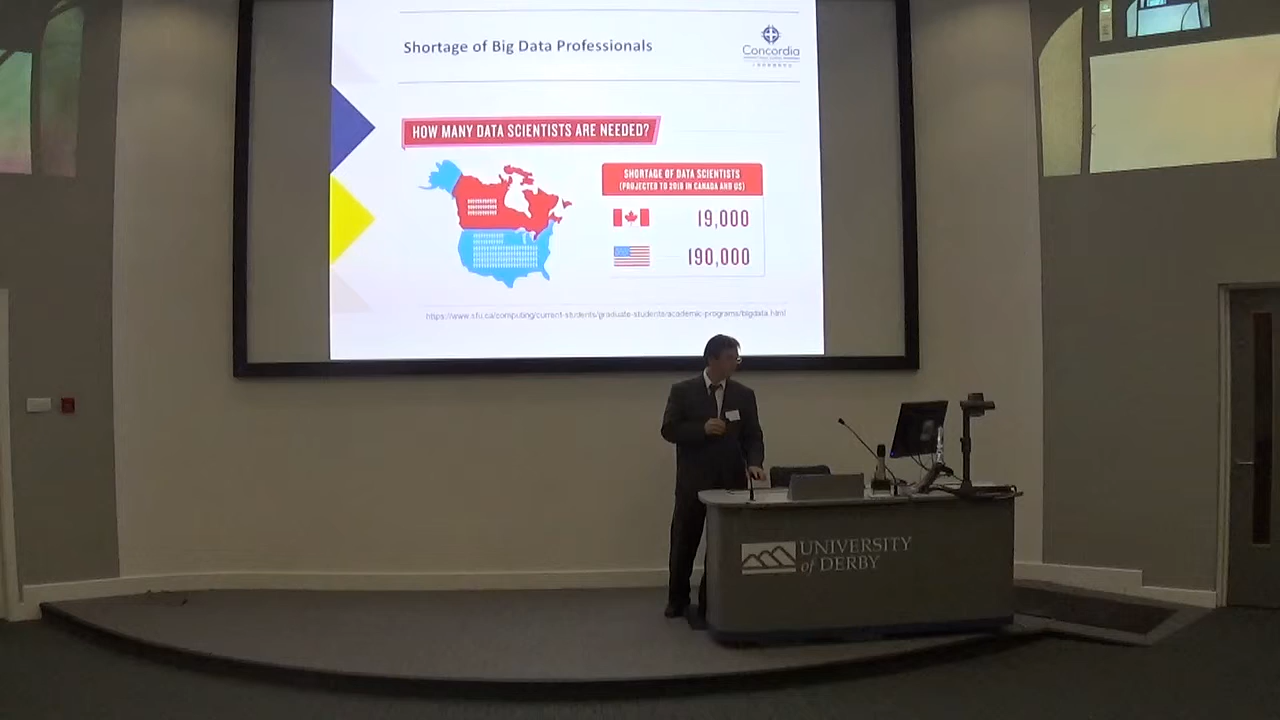 Shortage of Big Data Professionals
Concordia
HOW MANY DATA SCIENTISTS ARE NEEDED?
SHORTAGE OF DATA SCIENTISTS
(PROJECTED TO 2018 IN CANADA AND US)
19,000
190,000
https://www.sfu.ca/computing/current-students/graduate-students/academic-programs/bigdata.html
UNIVERSITY
of DERBY